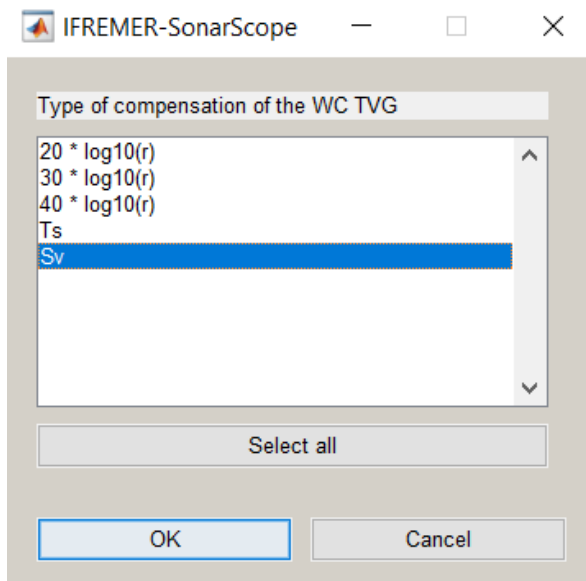 IFREMER-SonarScope
Type of compensation of the WC TVG
20 * log10(r)
30 * log10(r)
40 * log10(r)
Ts
Sv
Select all
OK
Cancel